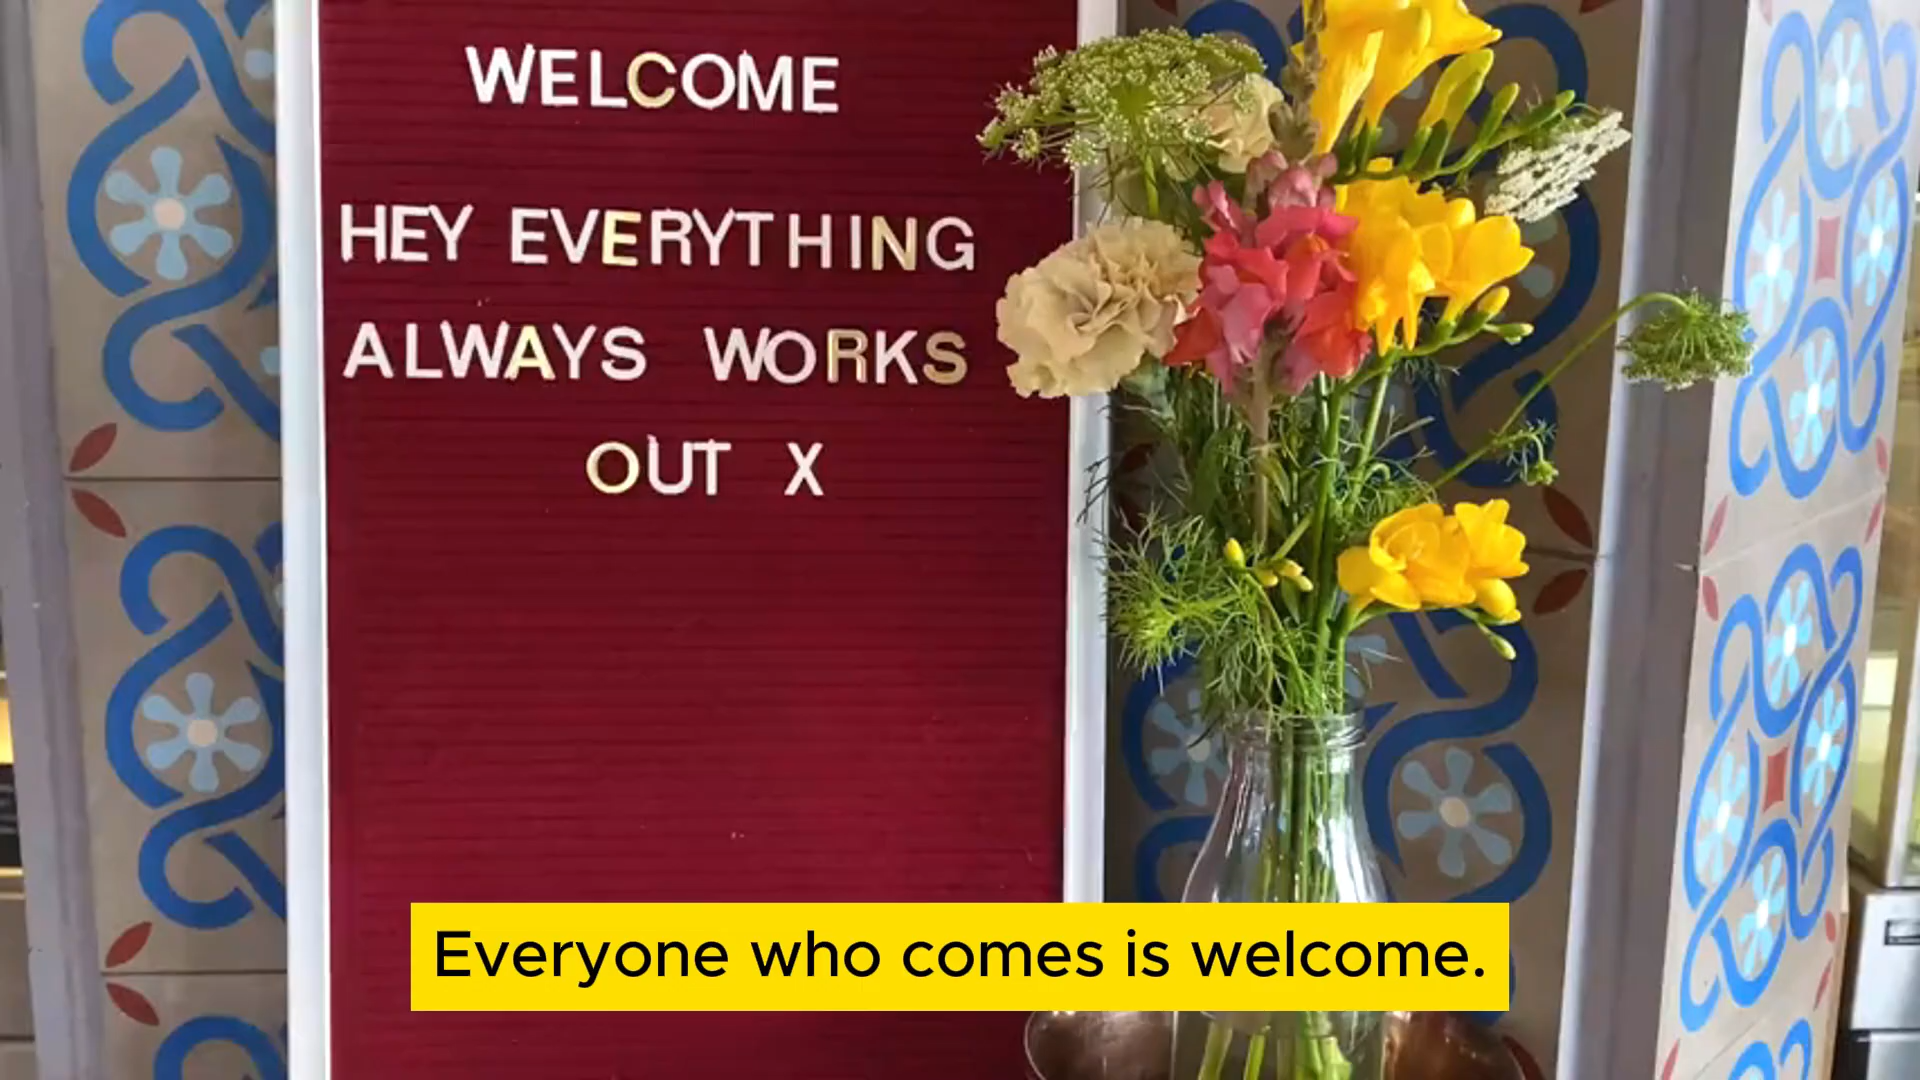 WELCOME
HEY EVERYTHING
ALWAYS WORKS
OUT X
Everyone who comes is welcome.